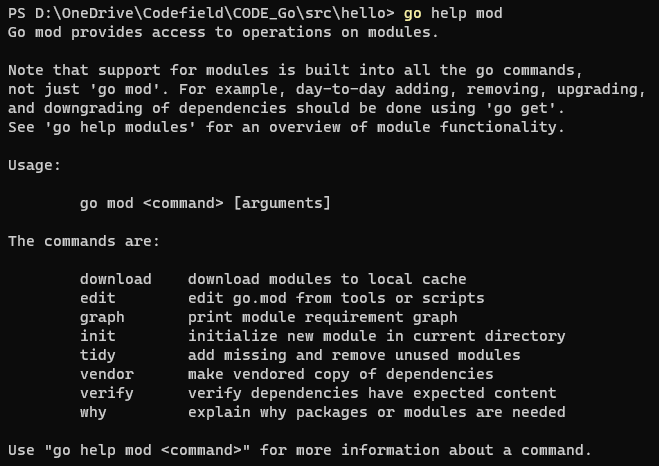 PS D:\OneDrive\Codefield\CODE_Go\src\hello> go help mod
Go mod provides access to operations on modules.

Note that support for modules is built into all the go commands,
not just 'go mod'. For example, day-to-day adding, removing, upgrading,
and downgrading of dependencies should be done using 'go get'.
See 'go help modules' for an overview of module functionality.

Usage:

        go mod <command> [arguments]

The commands are:

        download    download modules to local cache
        edit        edit go.mod from tools or scripts
        graph       print module requirement graph
        init        initialize new module in current directory
        tidy        add missing and remove unused modules
        vendor      make vendored copy of dependencies
        verify      verify dependencies have expected content
        why         explain why packages or modules are needed

Use "go help mod <command>" for more information about a command.